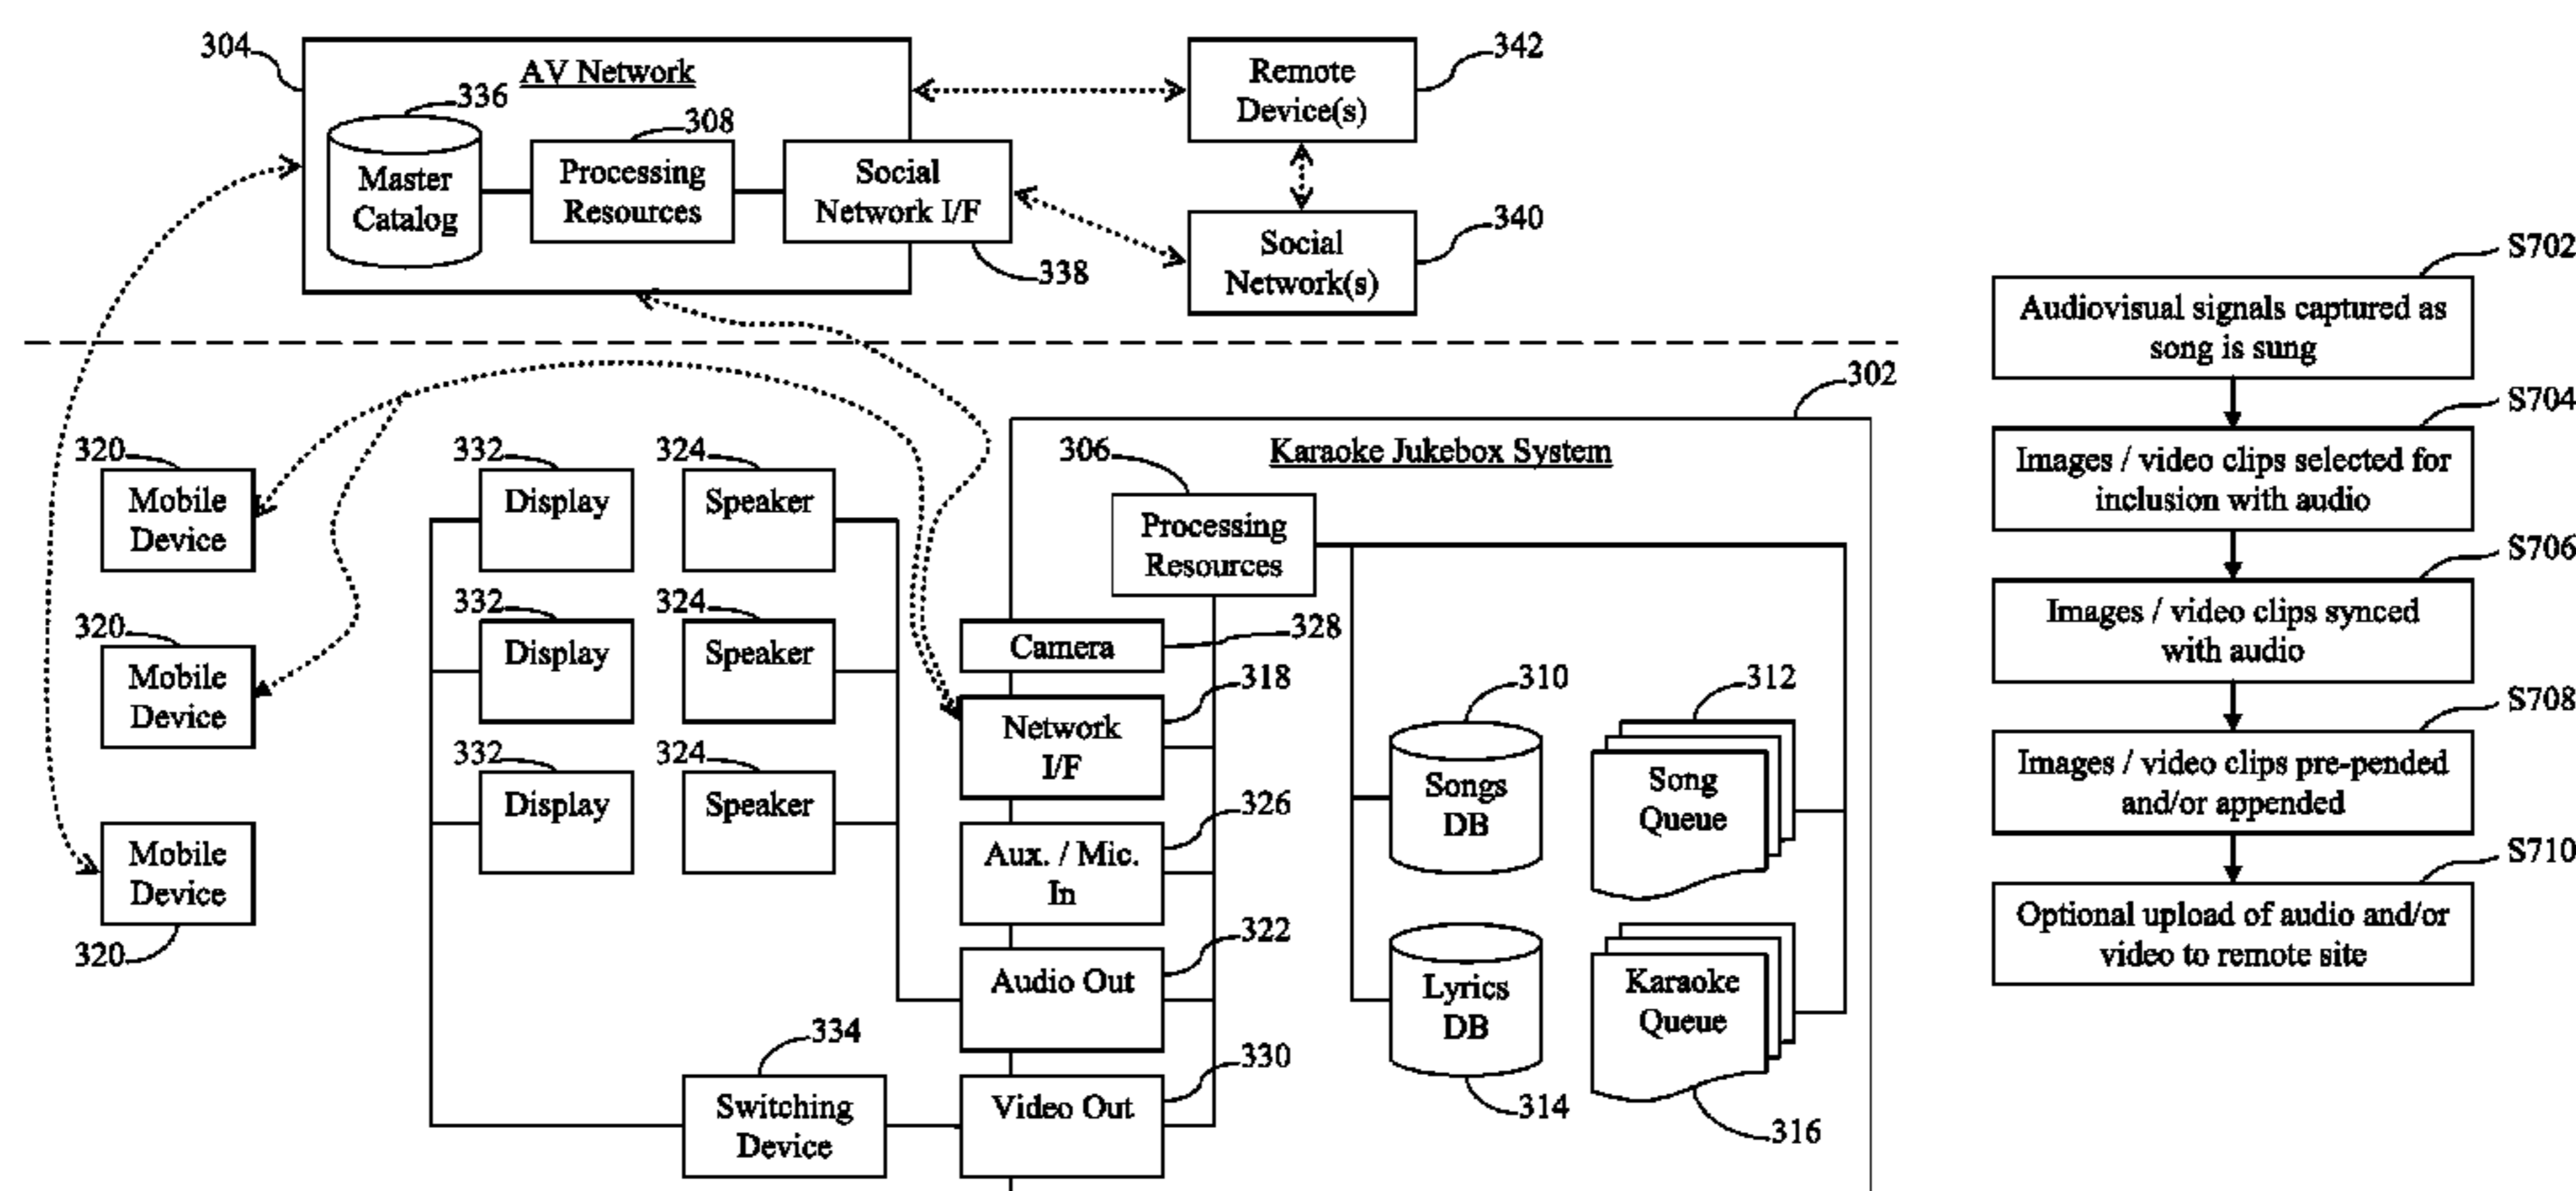 304
AV Network
336
308
Master
Catalog
Processing
Resources
Social
Network I/F
338
Remote
Device(s)
342
Social
Network(s)
340
302
Karaoke Jukebox System
306
Processing
Resources
320
Mobile
Device
320
Mobile
Device
Mobile
Device
320
332
Display
332
Display
332
Display
324
Speaker
324
Speaker
324
Speaker
Camera
328
Network
I/F
318
Aux. / Mic.
In
326
Audio Out
322
Video Out
330
334
Switching
Device
310
Songs
DB
312
Song
Queue
Lyrics
DB
314
Karaoke
Queue
316
S702
Audiovisual signals captured as
song is sung
S704
Images / video clips selected for
inclusion with audio
S706
Images / video clips synced
with audio
S708
Images / video clips pre-pended
and/or appended
S710
Optional upload of audio and/or
video to remote site